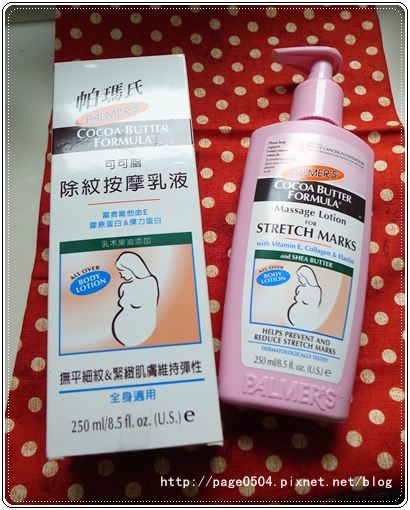 帕瑪氏
PALMER'S
COCOA BUTTER
FORMULA
可可脂
除紋按摩乳液
富含維他命E
膠原蛋白&彈力蛋白
乳木果油添加
ALL OVER
BODY
LOTION
撫平細紋&緊緻肌膚維持彈性
全身適用
250 ml/8.5 fl. oz. (U.S.) e
Please help
support
CANCER FOUNDATION
PALMER'S
COCOA BUTTER
FORMULA
Massage Lotion
FOR
STRETCH MARKS
with Vitamin E, Collagen & Elastin
and SHEA BUTTER
ALL OVER
BODY
LOTION
HELPS PREVENT AND
REDUCE STRETCH MARKS
DERMATOLOGICALLY TESTED
250 ml/8.5 fl. oz. (U.S.) e
PALMER'S
http://page0504.pixnet.net/blog